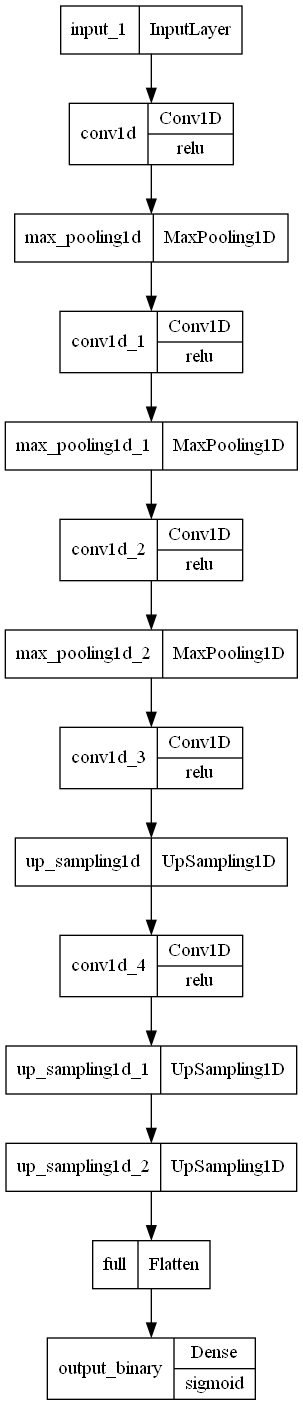 input_1 InputLayer
conv1d Conv1D
relu
max_pooling1d MaxPooling1D
conv1d_1 Conv1D
relu
max_pooling1d_1 MaxPooling1D
conv1d_2 Conv1D
relu
max_pooling1d_2 MaxPooling1D
conv1d_3 Conv1D
relu
up_sampling1d UpSampling1D
conv1d_4 Conv1D
relu
up_sampling1d_1 UpSampling1D
up_sampling1d_2 UpSampling1D
full Flatten
output_binary Dense
sigmoid